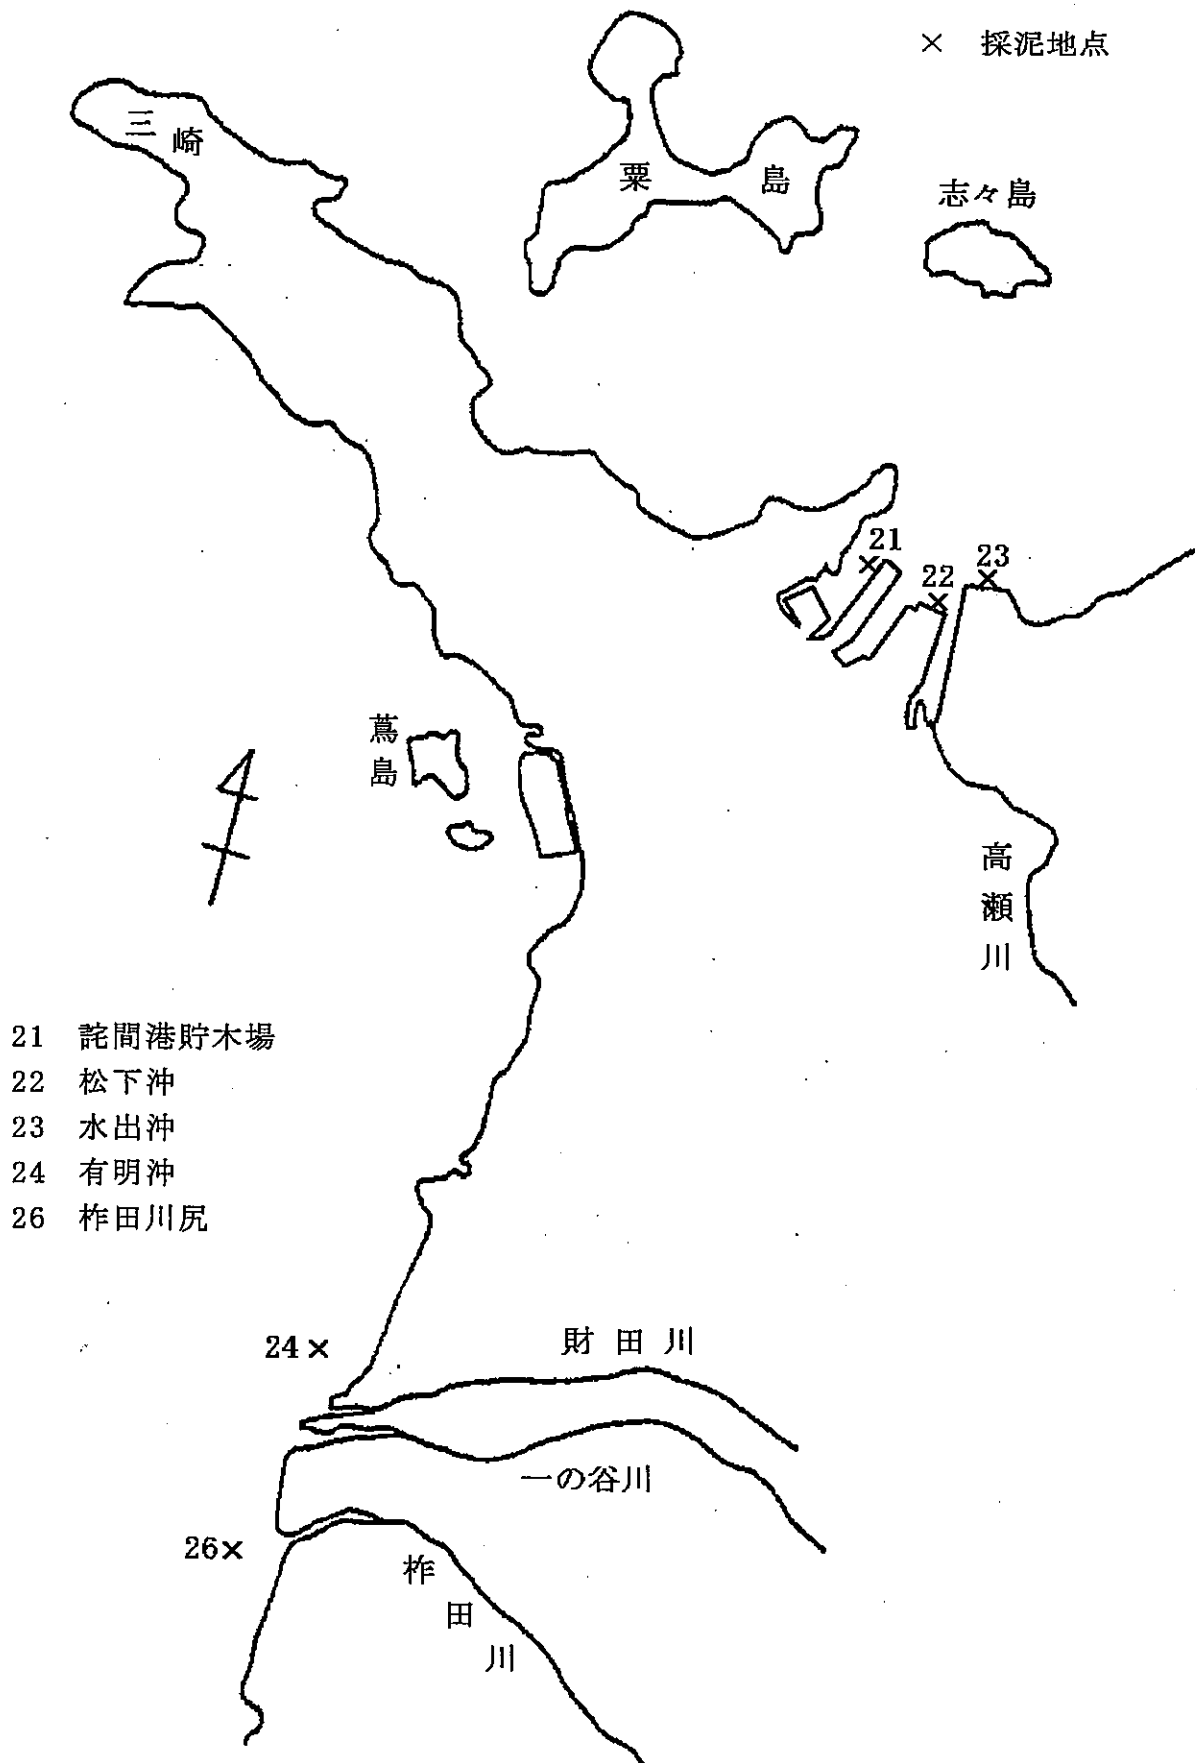 × 採泥地点
三崎
粟島
志々島
21
22
23
蔦島
高瀬川
21 詫間港貯木場
22 松下沖
23 水出沖
24 有明沖
26 柞田川尻
24×
財田川
一の谷川
26×
柞田川